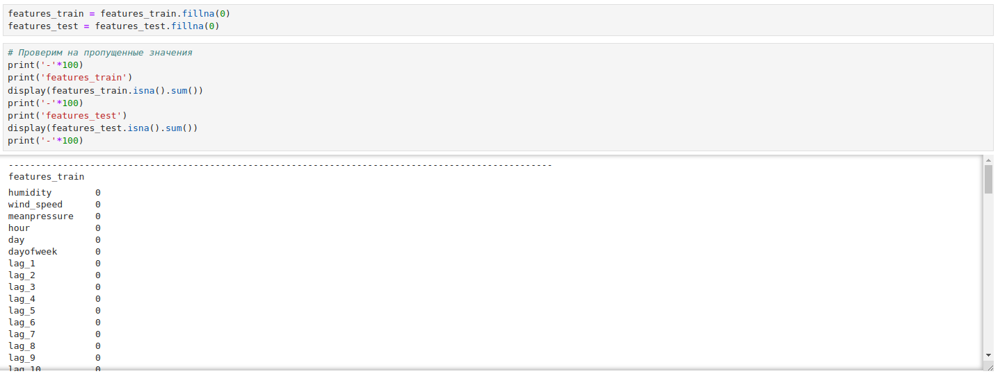 features_train = features_train.fillna(0)
features_test = features_test.fillna(0)
# Проверим на пропущенные значения
print('-'*100)
print('features_train')
display(features_train.isna().sum())
print('-'*100)
print('features_test')
display(features_test.isna().sum())
print('-'*100)
----------------------------------------------------------------------------------------------------
features_train
humidity        0
wind_speed      0
meanpressure    0
hour            0
day             0
dayofweek       0
lag_1           0
lag_2           0
lag_3           0
lag_4           0
lag_5           0
lag_6           0
lag_7           0
lag_8           0
lag_9           0
lag_10          0